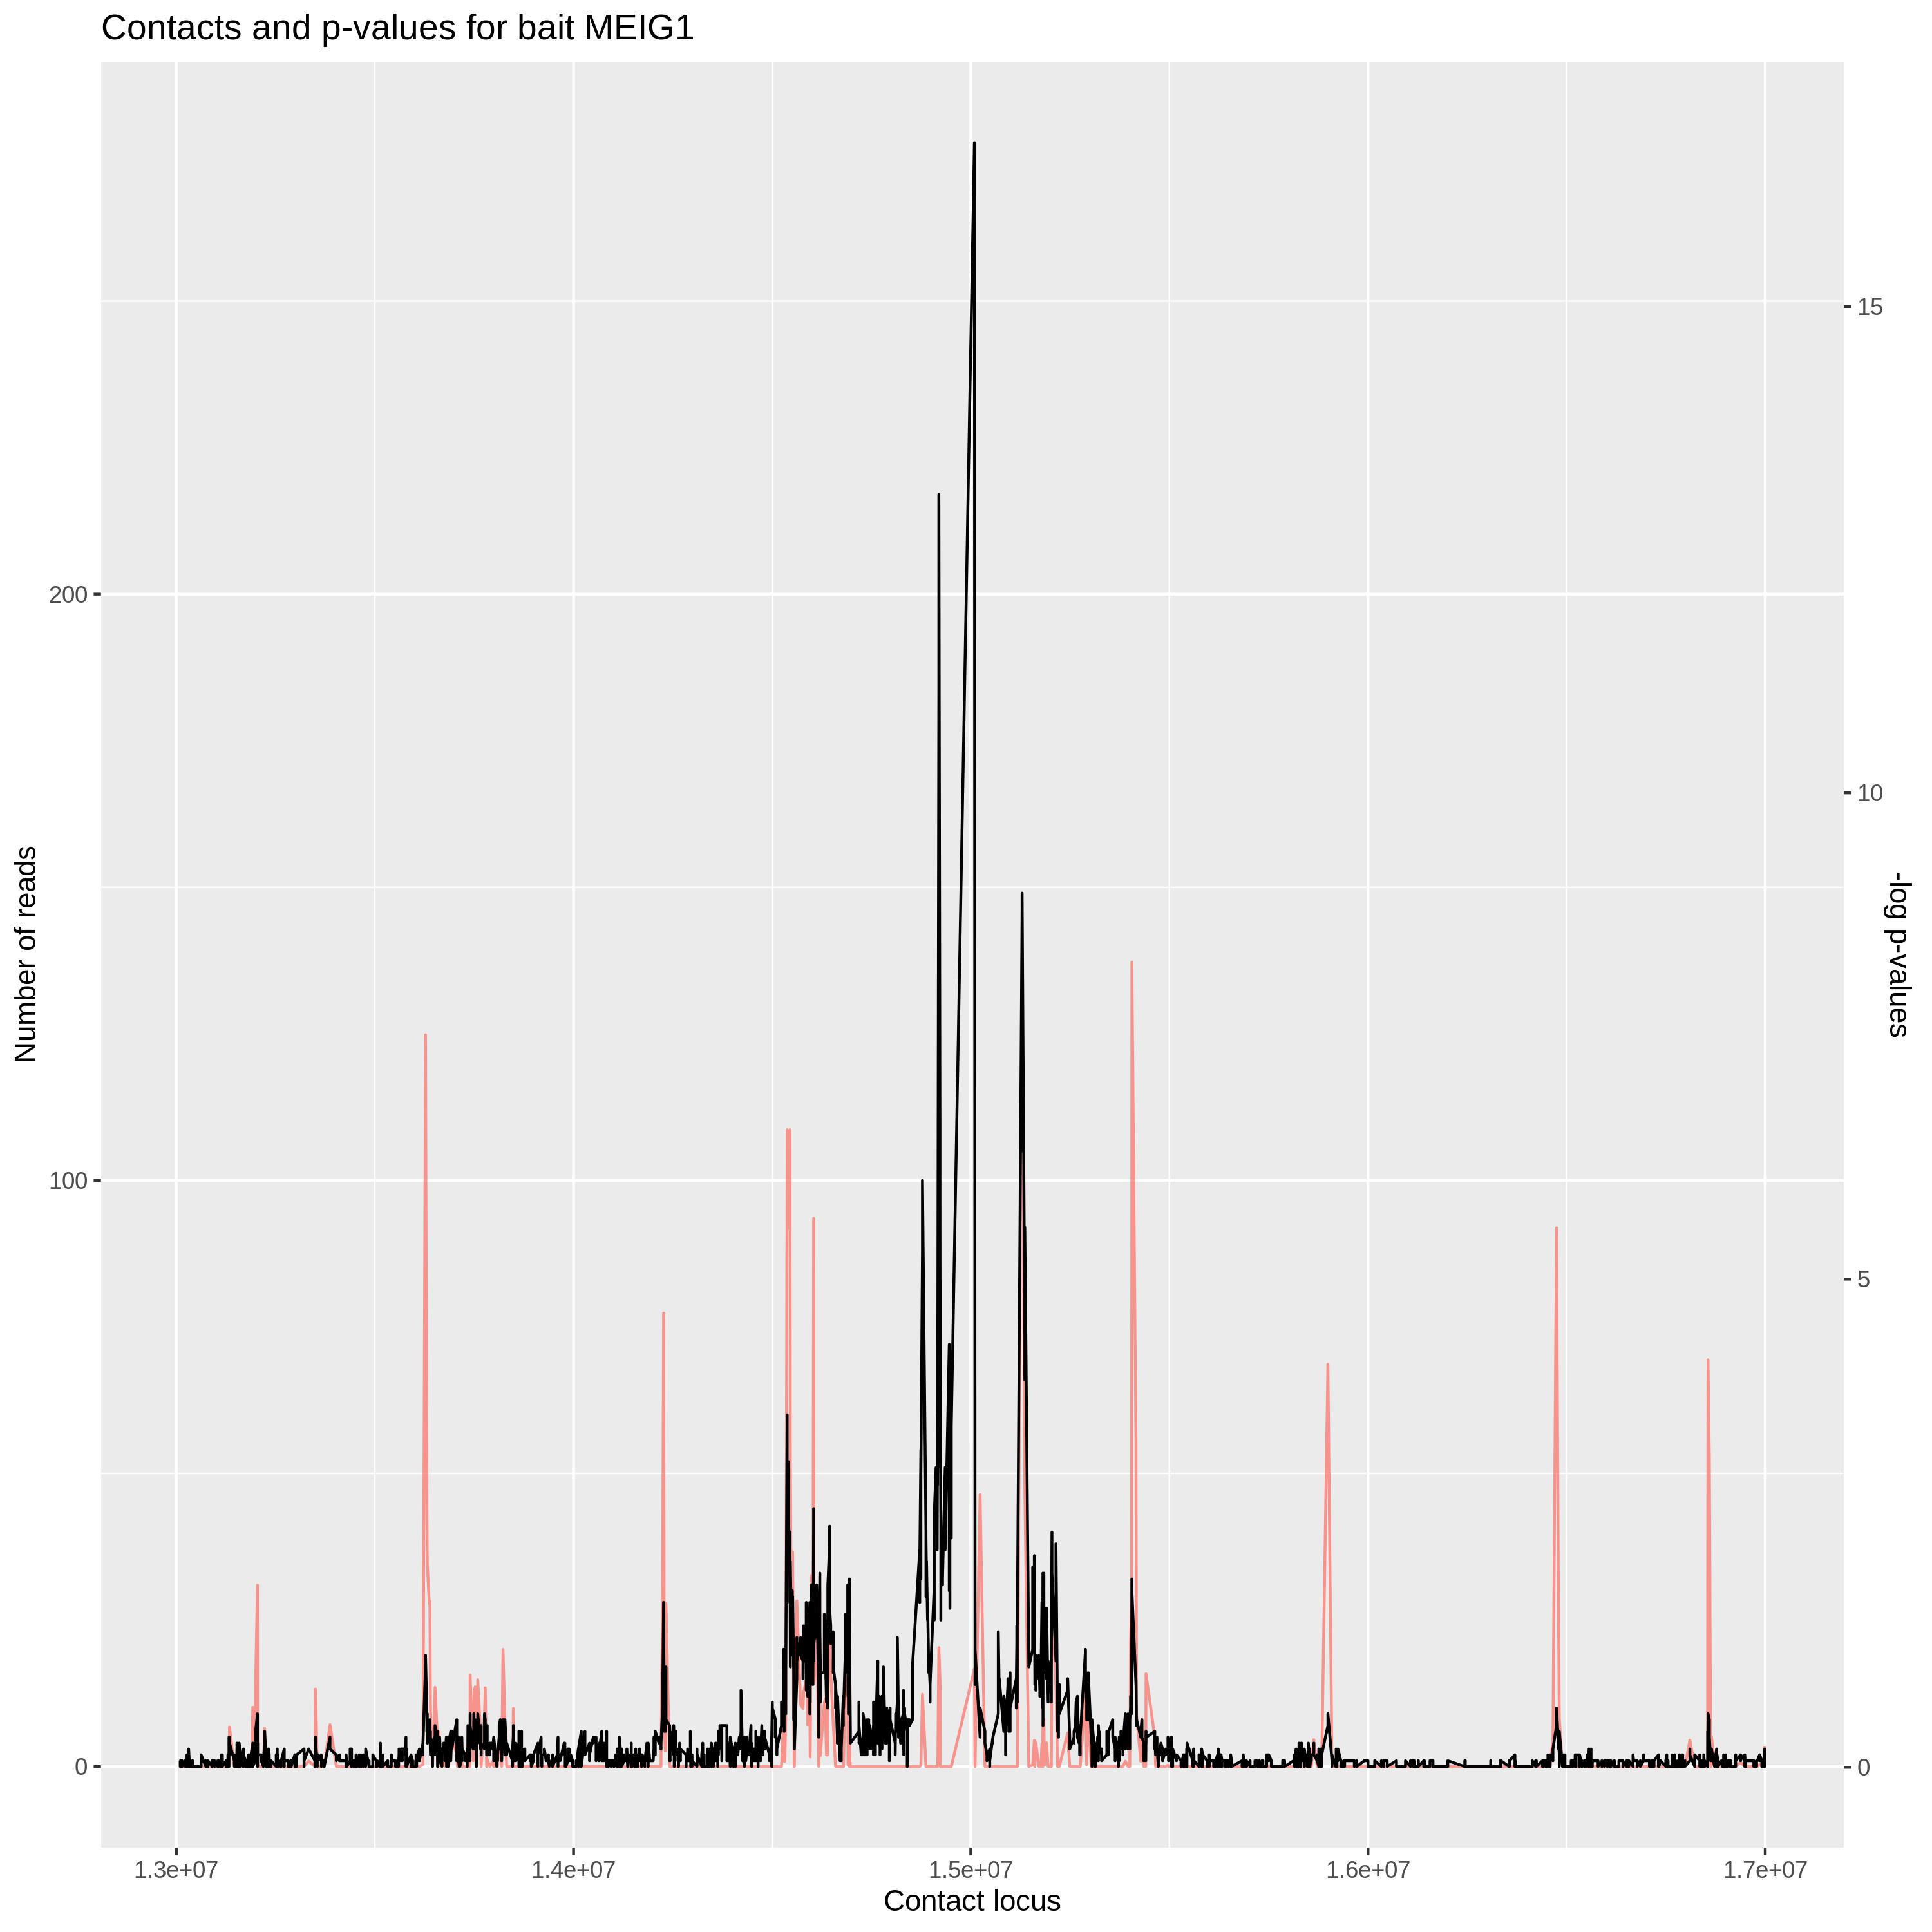 Contacts and p-values for bait MEIG1
Number of reads
200
100
0
15
10
5
0
-log p-values
1.3e+07 1.4e+07 1.5e+07 1.6e+07 1.7e+07
Contact locus